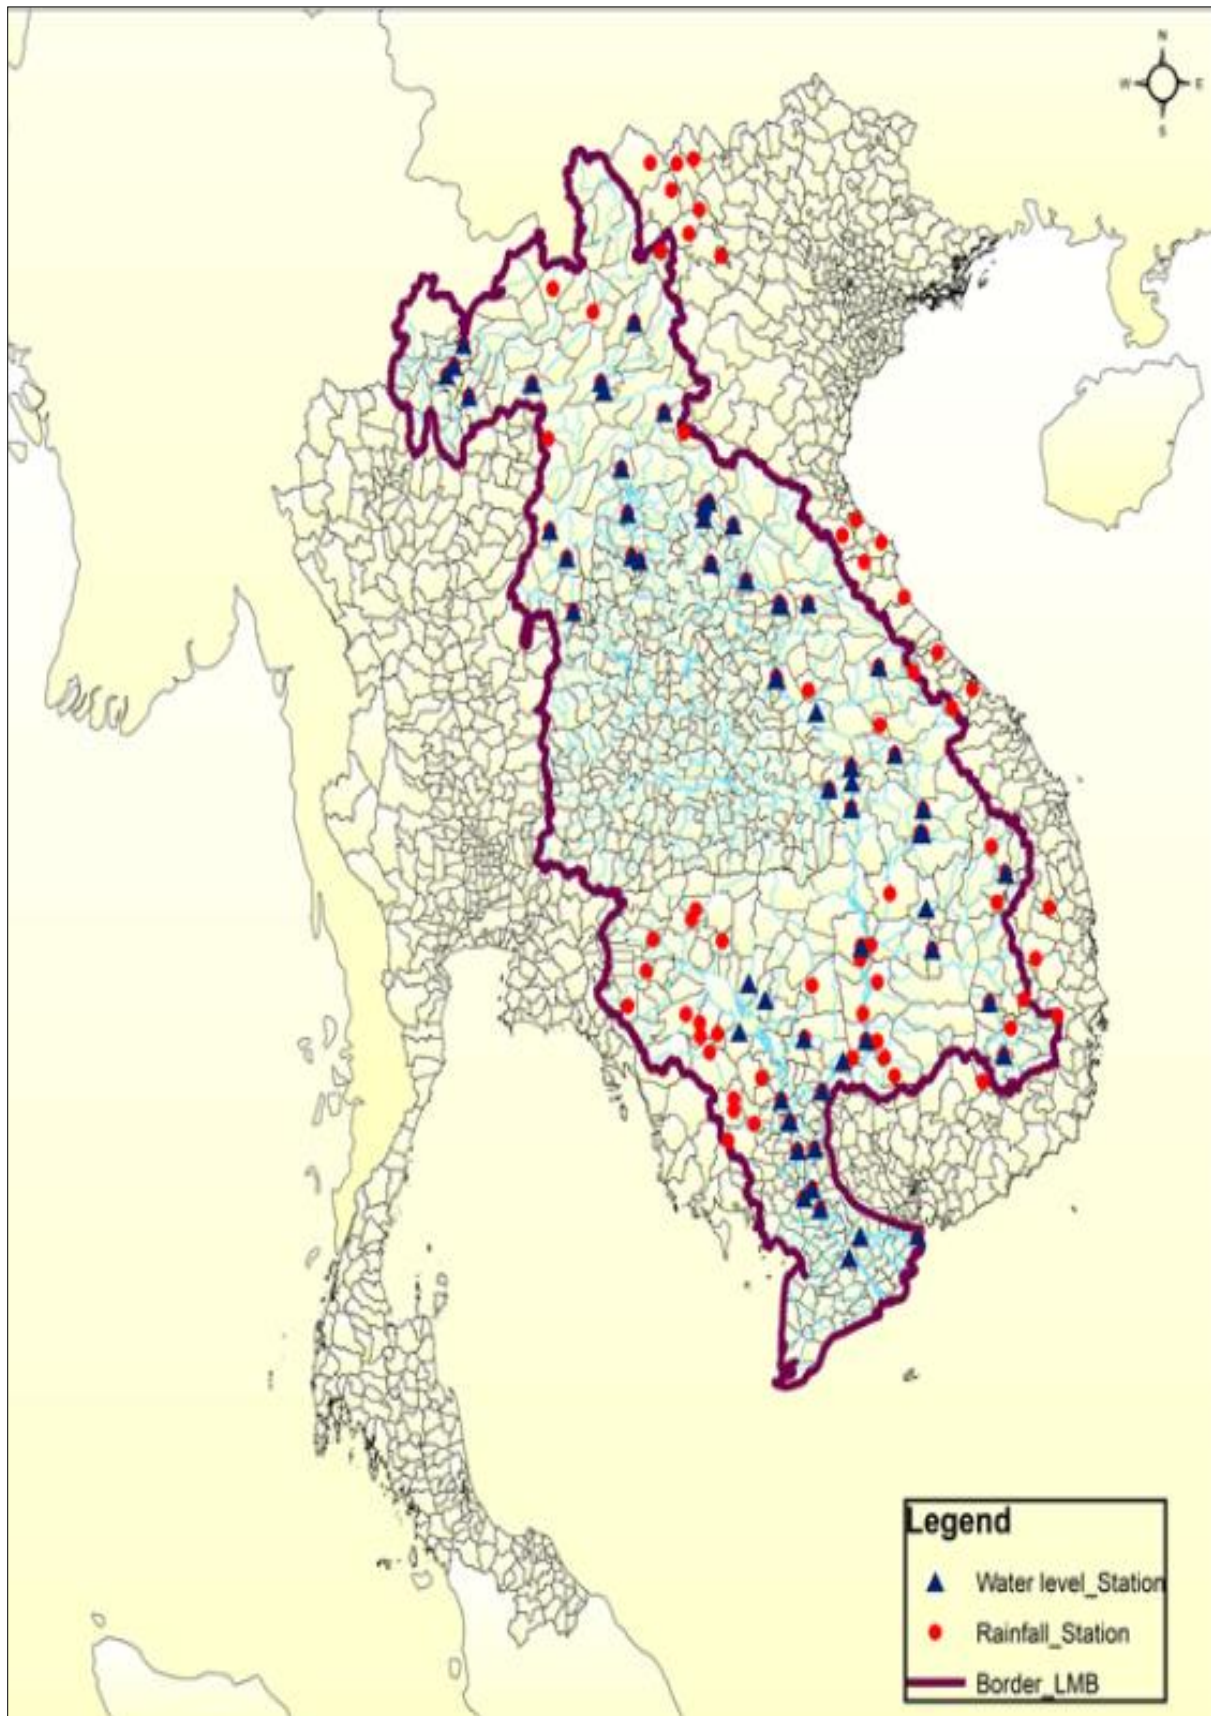 N
W E
S
Legend
Water level_Station
Rainfall_Station
Border_LMB